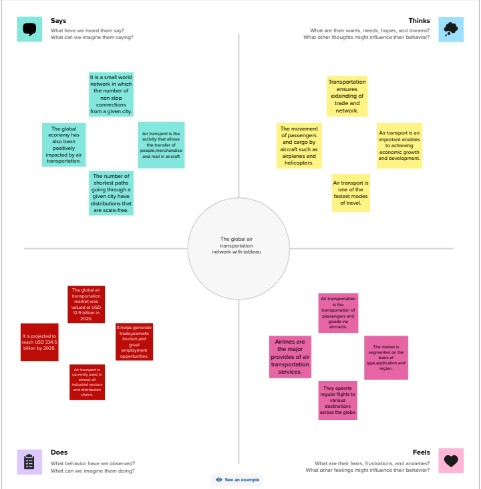 Says
What have we heard them say?
What can we imagine them saying?
Thinks
What are their wants, needs, hopes, and dreams?
What other thoughts might influence their behavior?
It is a small world
network in which
the number of
non stop
connections
from a given city.
The global
economy has
also been
positively
impacted by air
transportation.
Air transport is the
activity that allows
the transfer of
people,merchandise
and mail in aircraft.
The number of
shortest paths
going through a
given city have
distributions that
are scale-free.
Transportation
ensures
extending of
trade and
network.
The movement
of passengers
and cargo by
aircraft such as
airplanes and
helicopters.
Air transport is an
important enables
to achieving
economic growth
and development.
Air transport is
one of the
fastest modes
of travel.
The global air
transportation
network with tableau
The global air
transportation
market was
valued at USD
billion in
2020.
It is projected to
reach USD
billion by 2028.
It helps generate
trade,promote
tourism and
great
employment
opportunities.
Air transport is
currently used in
industrial sectors
and distribution
chains.
Air transportation
is the
transportation of
passengers and
goods via
aircrafts.
Airlines are
the major
provides of air
transportation
services.
The market is
segmented on the
basis of
type,application and
region.
They operate
regular flights to
various
destinations
across the globe
Does
What behavior have we observed?
What can we imagine them doing?
Feels
What are their fears, frustrations, and anxieties?
What other feelings might influence their behavior?
See an example